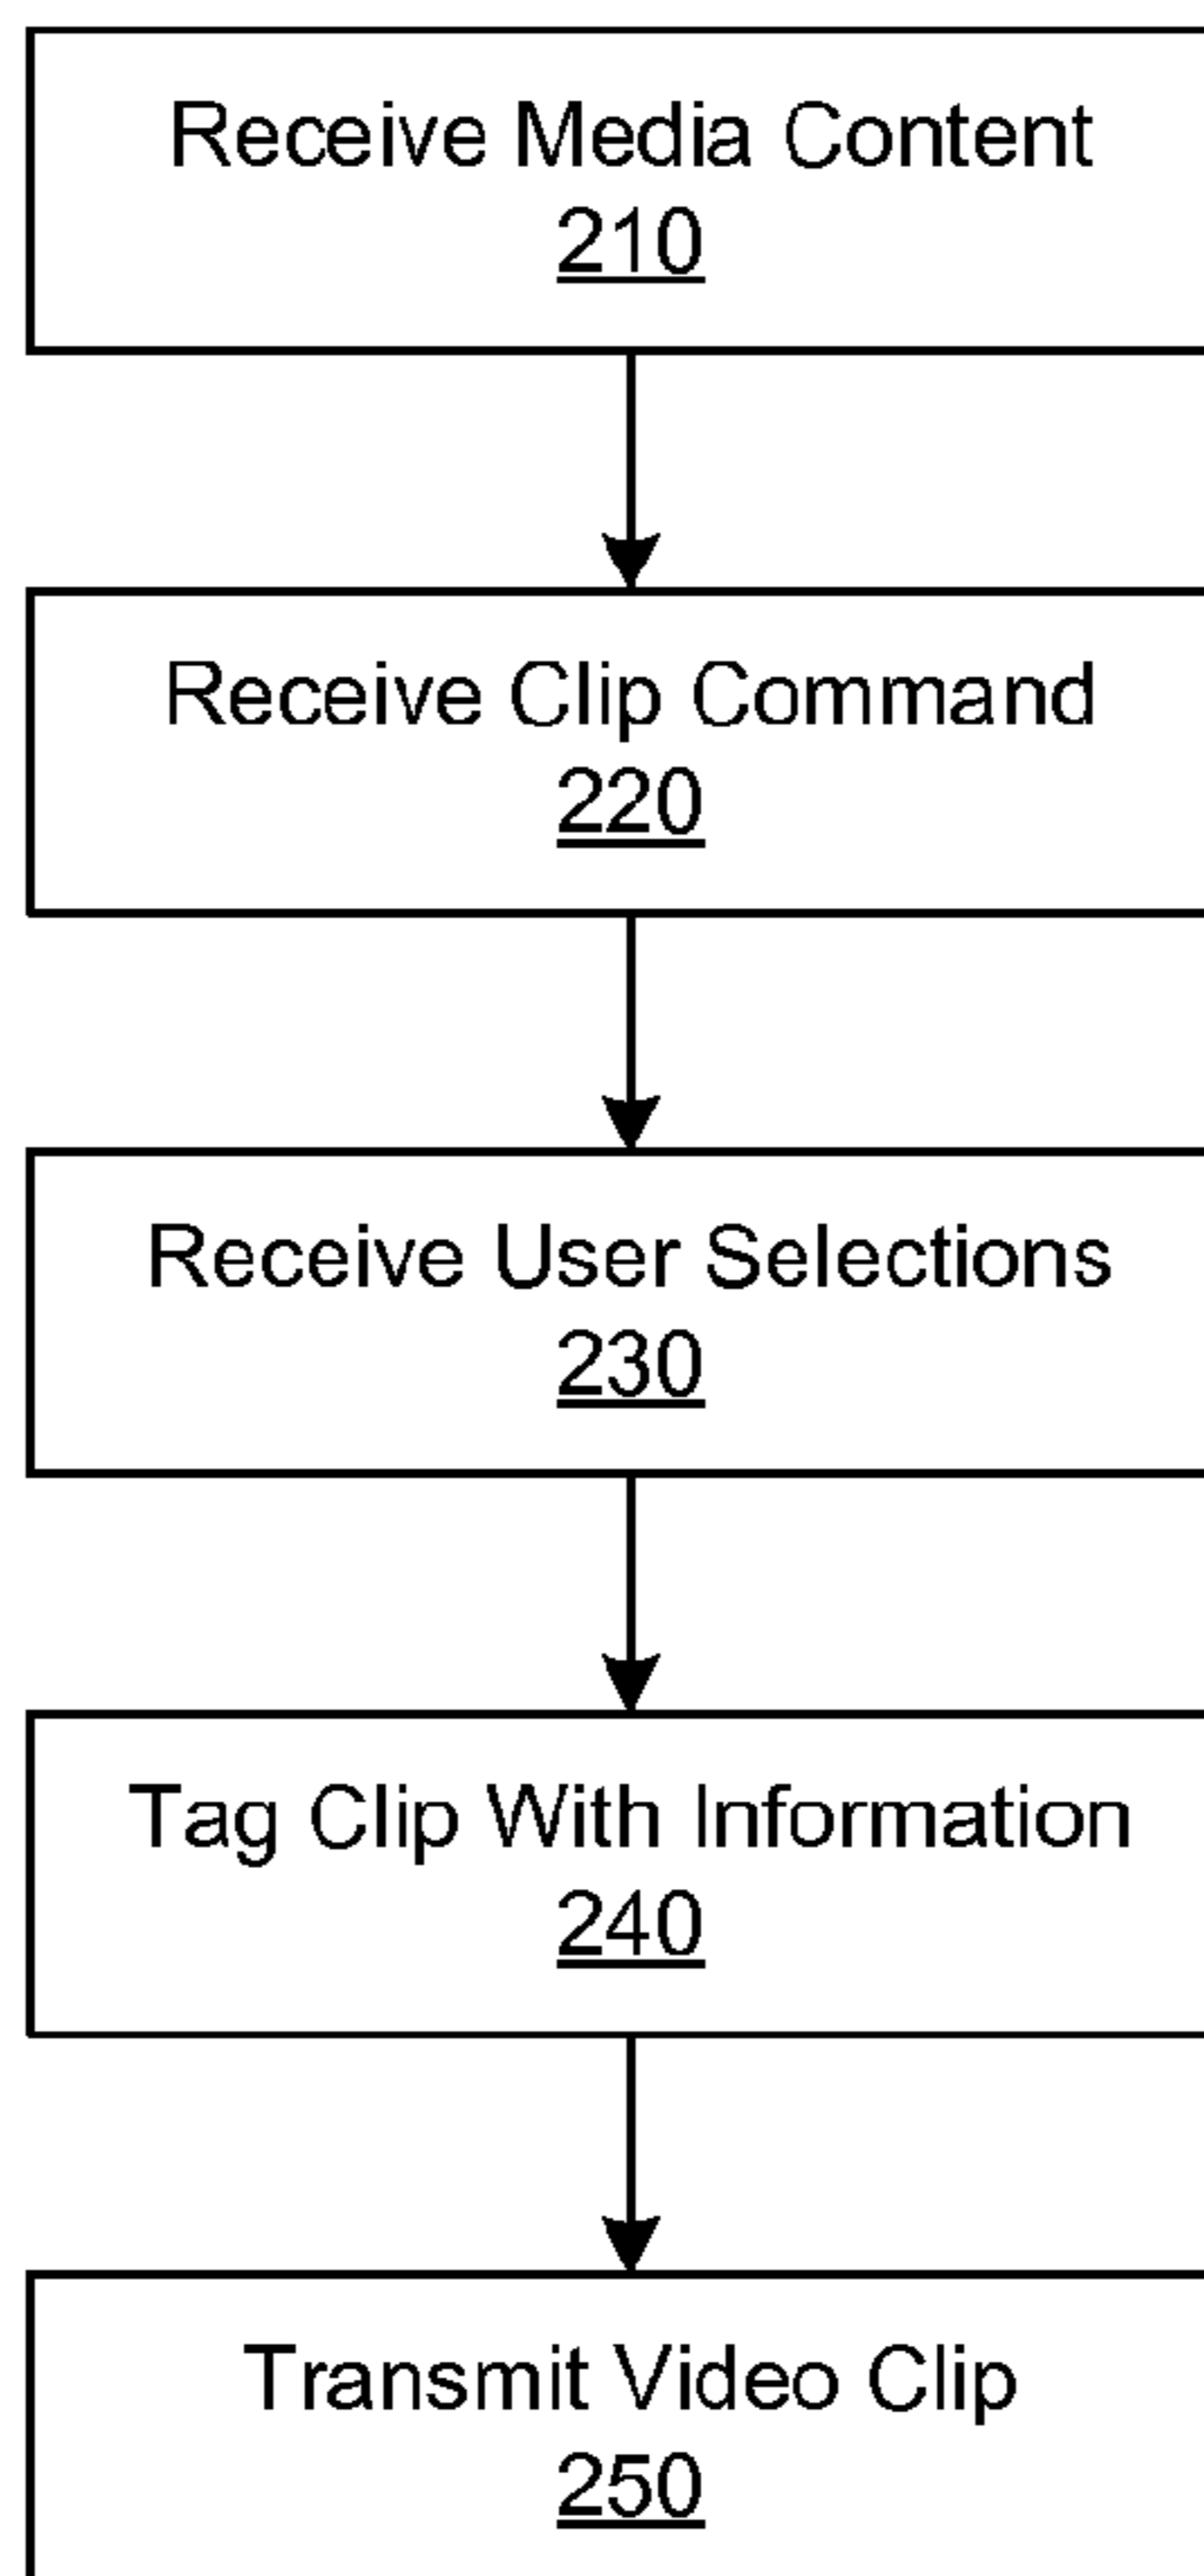 Receive Media Content
210
Receive Clip Command
220
Receive User Selections
230
Tag Clip With Information
240
Transmit Video Clip
250